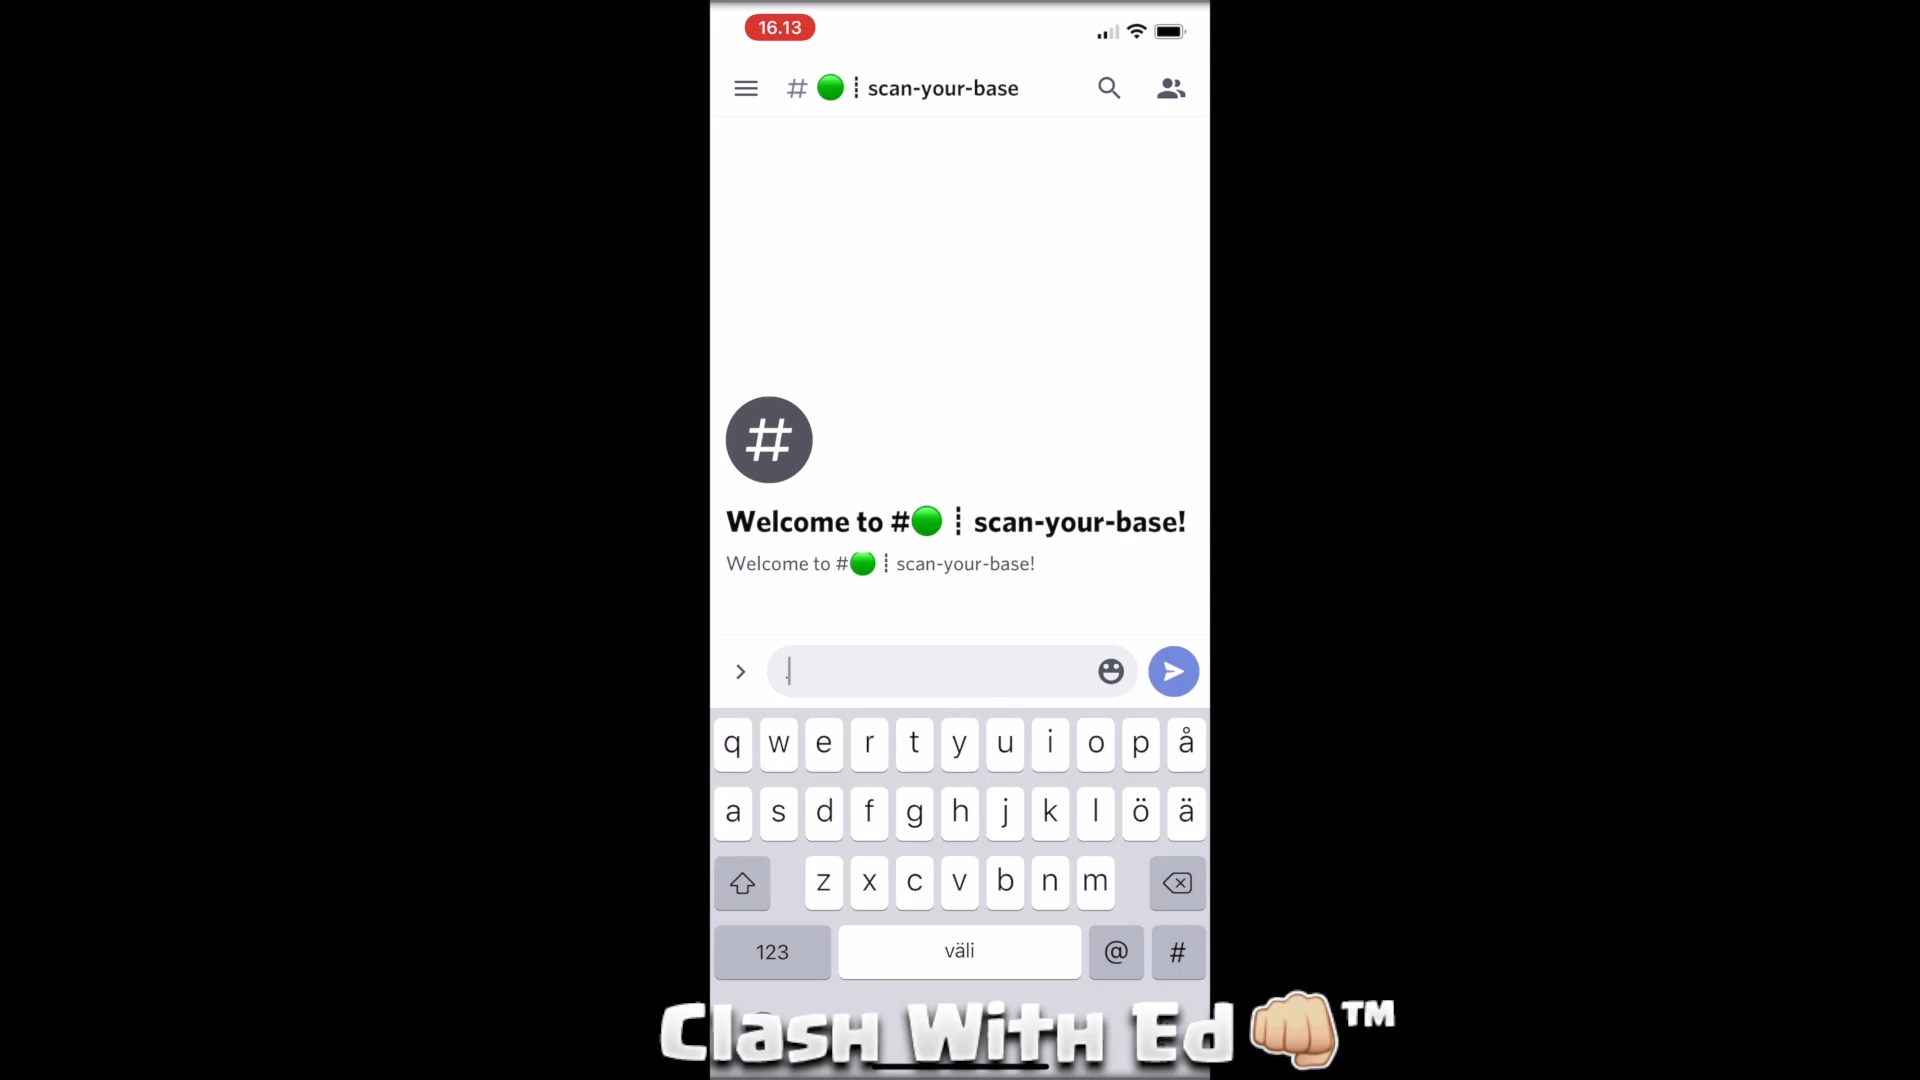 16.13
# 🟢┊scan-your-base
#
Welcome to #🟢┊scan-your-base!
Welcome to #🟢┊scan-your-base!
.
q w e r t y u i o p å
a s d f g h j k l ö ä
z x c v b n m
123 väli @ #
Clash With Ed 👊🏼™